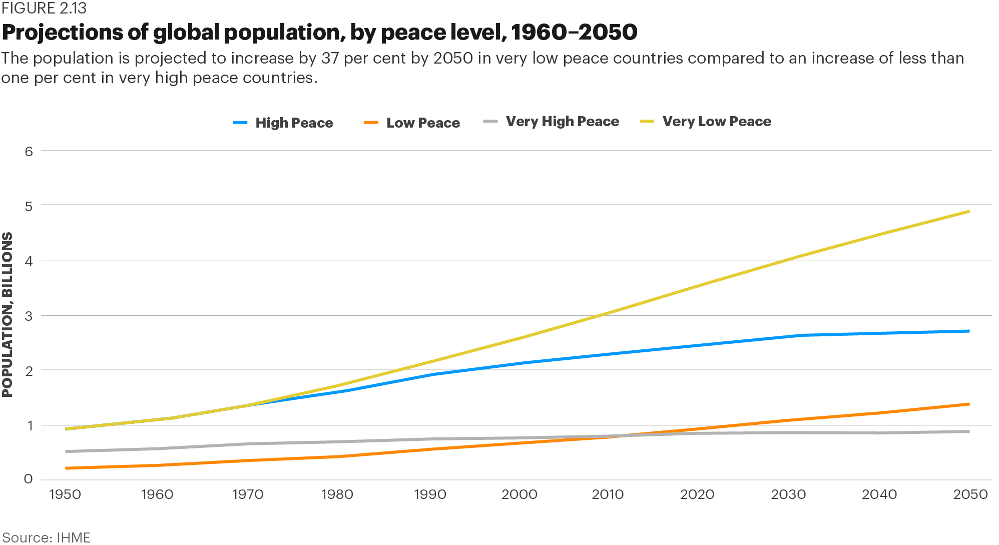 FIGURE 2.13
Projections of global population, by peace level, 1960–2050
The population is projected to increase by 37 per cent by 2050 in very low peace countries compared to an increase of less than
one per cent in very high peace countries.
High Peace Low Peace Very High Peace Very Low Peace
POPULATION, BILLIONS
6
5
4
3
2
1
0
1950 1960 1970 1980 1990 2000 2010 2020 2030 2040 2050
Source: IHME